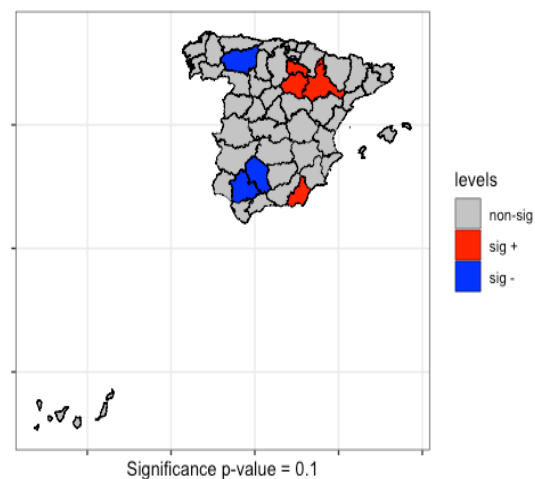 levels
non-sig
sig +
sig -
Significance p-value = 0.1